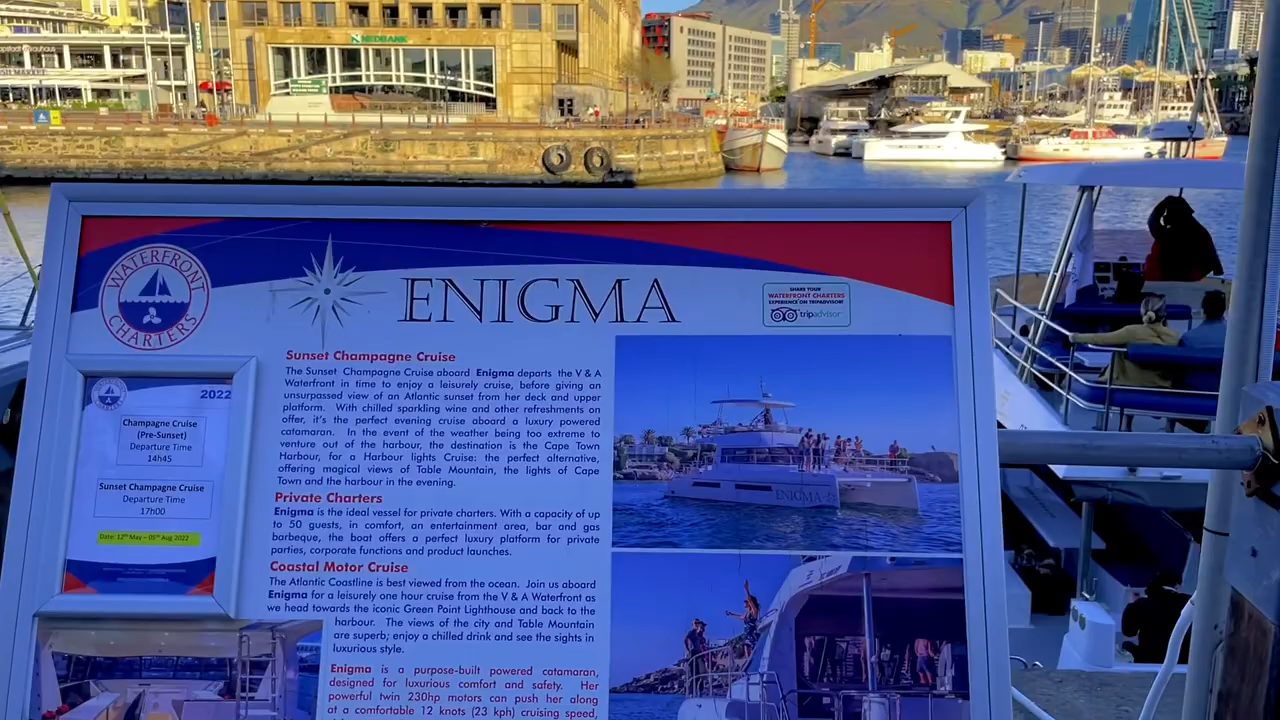 NEDBANK
WATERFRONT
CHARTERS
ENIGMA
SHARE YOUR
WATERFRONT CHARTERS
EXPERIENCE ON TRIPADVISOR!
tripadvisor
2022
Champagne Cruise
(Pre-Sunset)
Departure Time
14h45
Sunset Champagne Cruise
Departure Time
17h00
Date: 12th May – 05th Aug 2022
Sunset Champagne Cruise
The Sunset Champagne Cruise aboard Enigma departs the V & A
Waterfront in time to enjoy a leisurely cruise, before giving an
unsurpassed view of an Atlantic sunset from her deck and upper
platform. With chilled sparkling wine and other refreshments on
offer, it's the perfect evening cruise aboard a luxury powered
catamaran. In the event of the weather being too extreme to
venture out of the harbour, the destination is the Cape Town
Harbour, for a Harbour lights Cruise: the perfect alternative,
offering magical views of Table Mountain, the lights of Cape
Town and the harbour in the evening.
Private Charters
Enigma is the ideal vessel for private charters. With a capacity of up
to 50 guests, in comfort, an entertainment area, bar and gas
barbeque, the boat offers a perfect luxury platform for private
parties, corporate functions and product launches.
Coastal Motor Cruise
The Atlantic Coastline is best viewed from the ocean. Join us aboard
Enigma for a leisurely one hour cruise from the V & A Waterfront as
we head towards the iconic Green Point Lighthouse and back to the
harbour. The views of the city and Table Mountain
are superb; enjoy a chilled drink and see the sights in
luxurious style.
Enigma is a purpose-built powered catamaran,
designed for luxurious comfort and safety. Her
powerful twin 230hp motors can push her along
at a comfortable 12 knots (23 kph) cruising speed,
ENIGMA